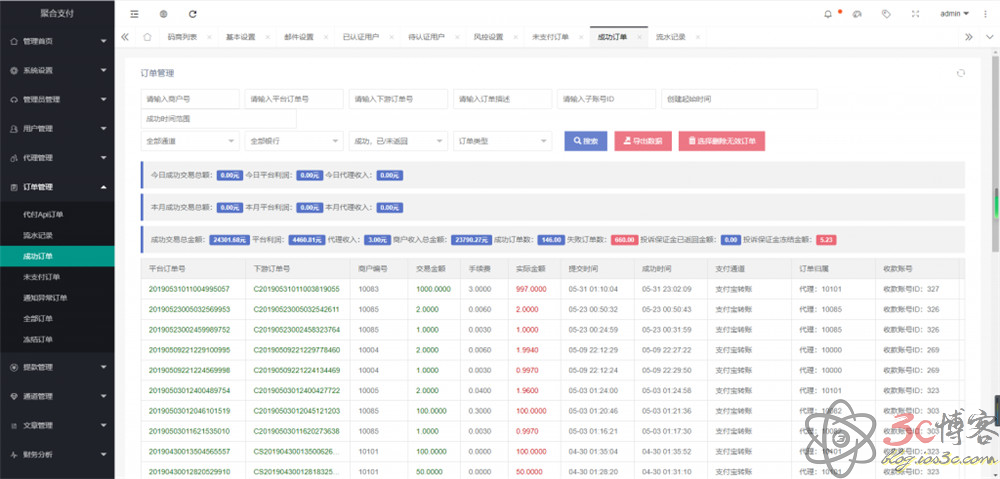 聚合支付
admin
管理首页
系统设置
管理员管理
用户管理
代理管理
订单管理
代付Api订单
流水记录
成功订单
未支付订单
通知异常订单
全部订单
冻结订单
提款管理
通道管理
文章管理
财务分析
码商列表 基本设置 邮件设置 已认证用户 待认证用户 风控设置 未支付订单 成功订单 流水记录
订单管理
请输入商户号 请输入平台订单号 请输入下游订单号 请输入订单描述 请输入子账号ID 创建起始时间
成功时间范围
全部通道 全部银行 成功，已/未返回 订单类型 搜索 导出数据 选择删除无效订单
今日成功交易总额： 0.00元 今日平台利润： 0.00元 今日代理收入： 0.00元
本月成功交易总额： 0.00元 本月平台利润： 0.00元 本月代理收入： 0.00元
成功交易总金额： 24301.68元 平台利润： 4460.81元 代理收入： 3.00元 商户收入总金额： 23790.27元 成功订单数： 146.00 失败订单数： 660.00 投诉保证金已返回金额： 0.00 投诉保证金冻结金额： 5.23
平台订单号 下游订单号 商户编号 交易金额 手续费 实际金额 提交时间 成功时间 支付通道 订单归属 收款账号
20190531011004995057 C20190531011003819055 10083 1000.0000 3.0000 997.0000 05-31 01:10:04 05-31 23:02:09 支付宝转账 代理：10101 收款账号ID：327
20190523005032569953 C20190523005032542611 10085 2.0000 0.0060 2.0000 05-23 00:50:32 05-23 00:50:43 支付宝转账 代理：10085 收款账号ID：326
20190523002459989752 C20190523002458323764 10085 1.0000 0.0030 1.0000 05-23 00:24:59 05-23 00:31:59 支付宝转账 代理：10085 收款账号ID：326
20190509221229100995 C20190509221229778460 10004 2.0000 0.0060 1.9940 05-09 22:12:29 05-09 22:27:22 支付宝转账 代理：10000 收款账号ID：269
20190509221224569998 C20190509221224134469 10004 1.0000 0.0030 0.9970 05-09 22:12:24 05-09 22:29:50 支付宝转账 代理：10000 收款账号ID：269
20190503012400489754 C20190503012400427722 10005 2.0000 0.0400 1.9600 05-03 01:24:00 05-03 01:24:58 支付宝转账 代理：10101 收款账号ID：323
20190503012046101519 C20190503012045121203 10085 100.0000 0.3000 100.0000 05-03 01:20:46 05-03 01:21:36 支付宝转账 代理：10082 收款账号ID：303
20190503011621535010 C20190503011620273638 10085 1.0000 0.0030 0.9970 05-03 01:16:21 05-03 01:17:30 支付宝转账 收款账号ID：303
20190430013504565557 CS20190430013500626... 10101 100.0000 0.0000 100.0000 04-30 01:35:04 04-30 01:35:52 支付宝转账 代理：10101 收款账号ID：323
20190430012820529910 CS20190430012818325... 10101 50.0000 0.0000 50.0000 04-30 01:28:20 04-30 01:31:10 支付宝转账
3c博客
blog.ios3c.com